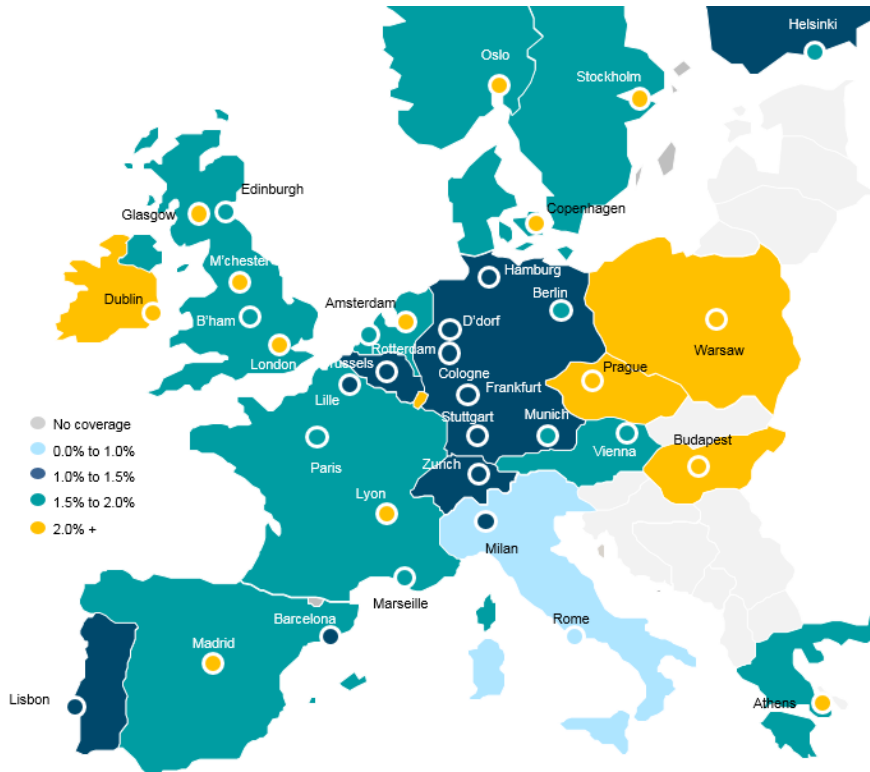 Helsinki
Oslo
Stockholm
Edinburgh
Glasgow
Copenhagen
M'chester
Hamburg
Dublin
Amsterdam
Berlin
B'ham
D'dorf
London
Rotterdam
Warsaw
Brussels
Cologne
Prague
Lille
Frankfurt
No coverage
Stuttgart
Munich
0.0% to 1.0%
Budapest
Vienna
1.0% to 1.5%
Paris
Zurich
1.5% to 2.0%
Lyon
2.0% +
Milan
Marseille
Barcelona
Rome
Madrid
Lisbon
Athens